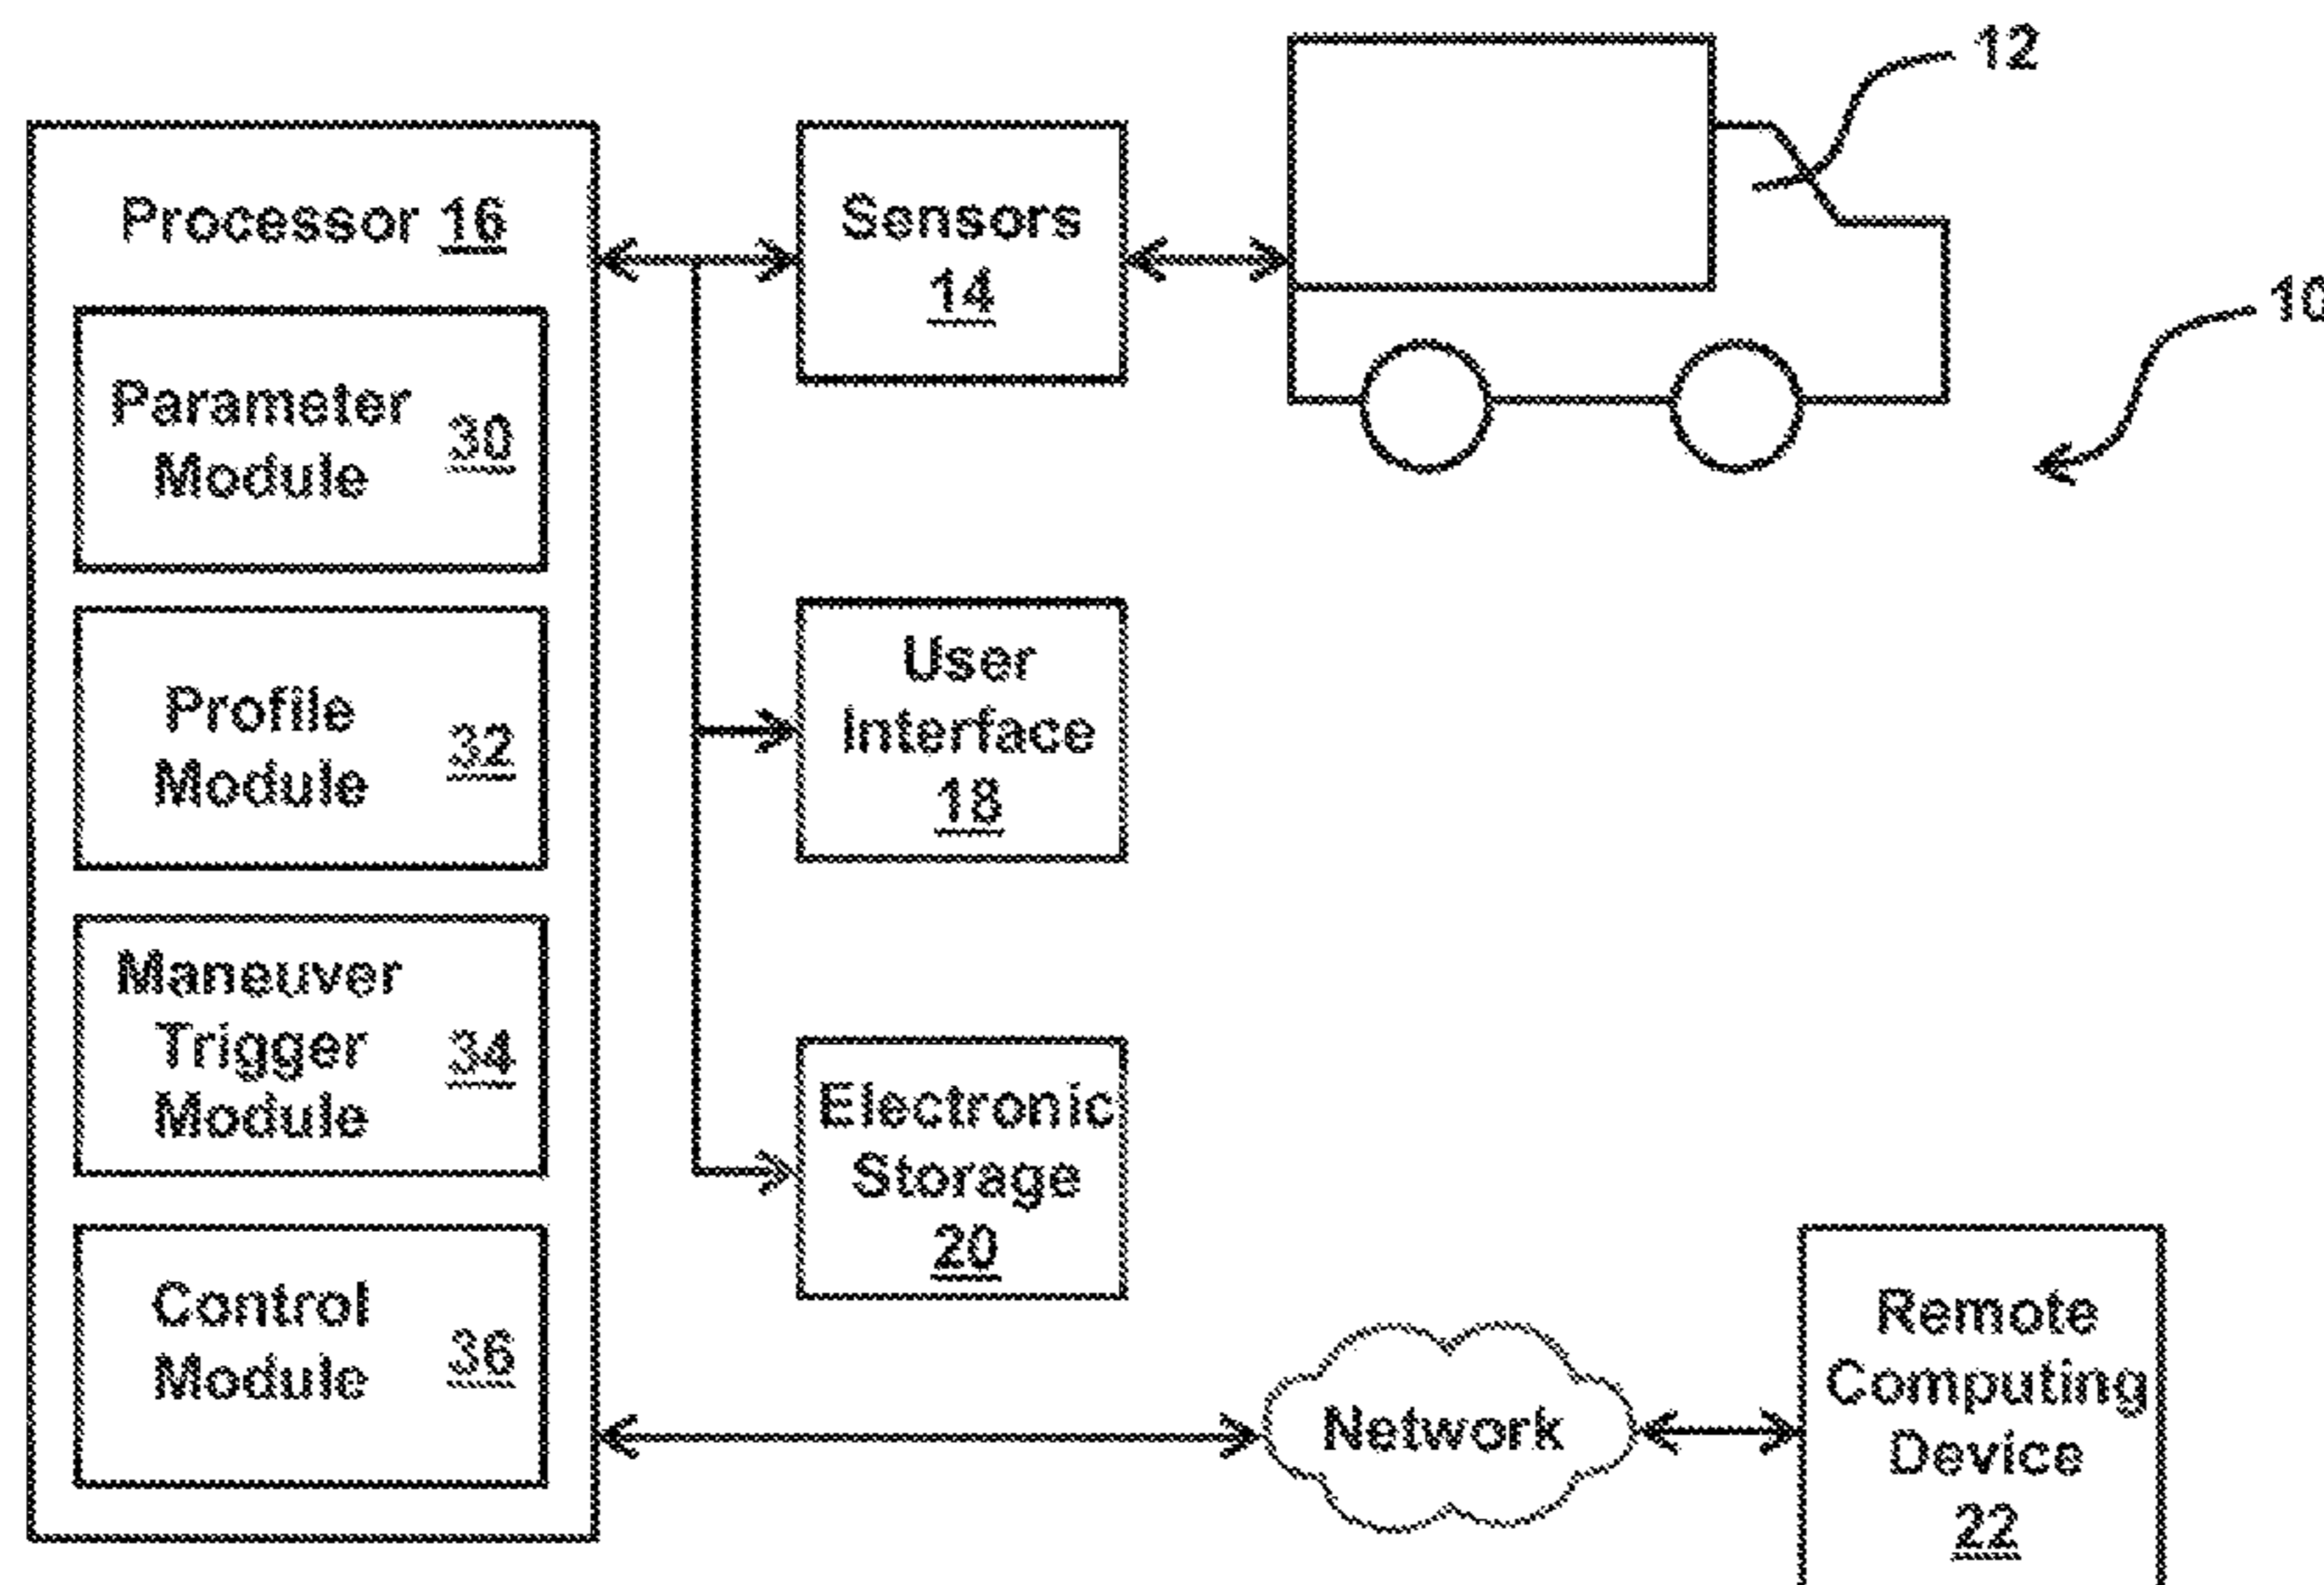 12
Processor 16
Sensors
14
10
Parameter
Module
30
User
Interface
18
Profile
Module
32
Maneuver
Trigger
Module
34
Electronic
Storage
20
Control
Module
36
Network
Remote
Computing
Device
22